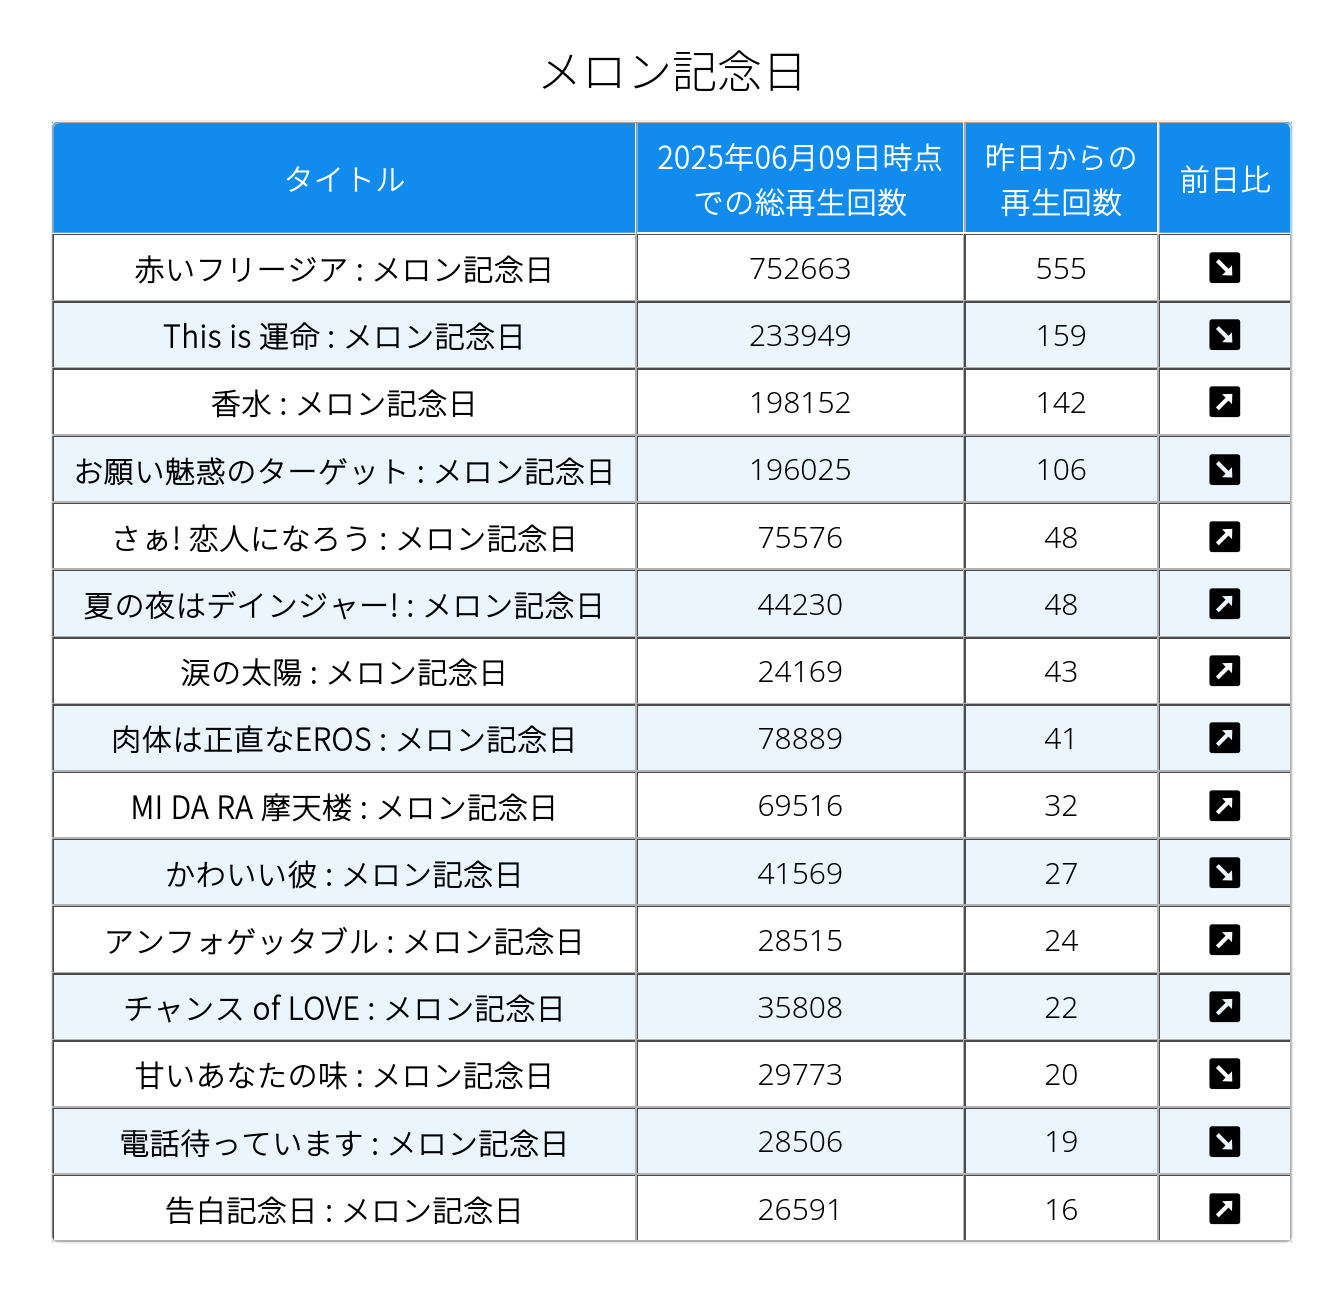 メロン記念日
タイトル 2025年06月09日時点での総再生回数 昨日からの再生回数 前日比
赤いフリージア : メロン記念日 752663 555 ↘
This is 運命 : メロン記念日 233949 159 ↘
香水 : メロン記念日 198152 142 ↗
お願い魅惑のターゲット : メロン記念日 196025 106 ↘
さぁ! 恋人になろう : メロン記念日 75576 48 ↗
夏の夜はデインジャー! : メロン記念日 44230 48 ↗
涙の太陽 : メロン記念日 24169 43 ↗
肉体は正直なEROS : メロン記念日 78889 41 ↗
MI DA RA 摩天楼 : メロン記念日 69516 32 ↗
かわいい彼 : メロン記念日 41569 27 ↘
アンフォゲッタブル : メロン記念日 28515 24 ↗
チャンス of LOVE : メロン記念日 35808 22 ↗
甘いあなたの味 : メロン記念日 29773 20 ↘
電話待っています : メロン記念日 28506 19 ↘
告白記念日 : メロン記念日 26591 16 ↗